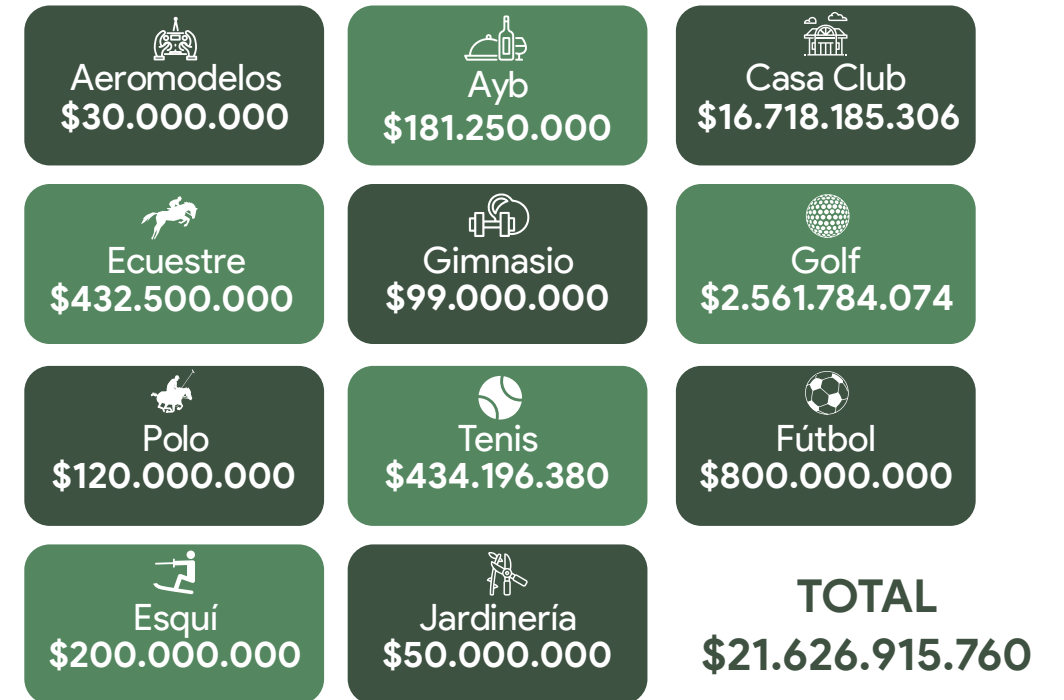 Aeromodelos
$30.000.000
Ayb
$181.250.000
Casa Club
$16.718.185.306
Ecuestre
$432.500.000
Gimnasio
$99.000.000
Golf
$2.561.784.074
Polo
$120.000.000
Tenis
$434.196.380
Fútbol
$800.000.000
Esquí
$200.000.000
Jardinería
$50.000.000
TOTAL
$21.626.915.760